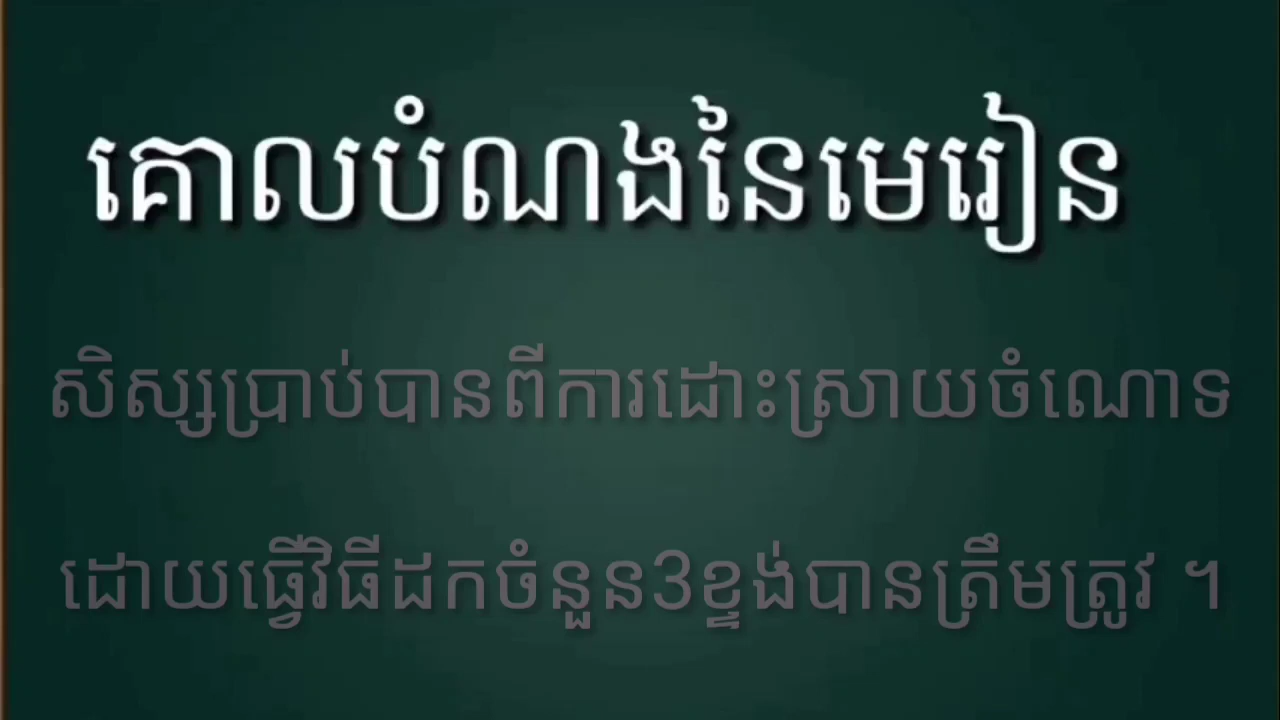 គោលបំណងនៃមេរៀន
សិស្សប្រាប់បានពីការដោះស្រាយចំណោទ
ដោយធ្វើវិធីដកចំនួន3ខ្ទង់បានត្រឹមត្រូវ ។